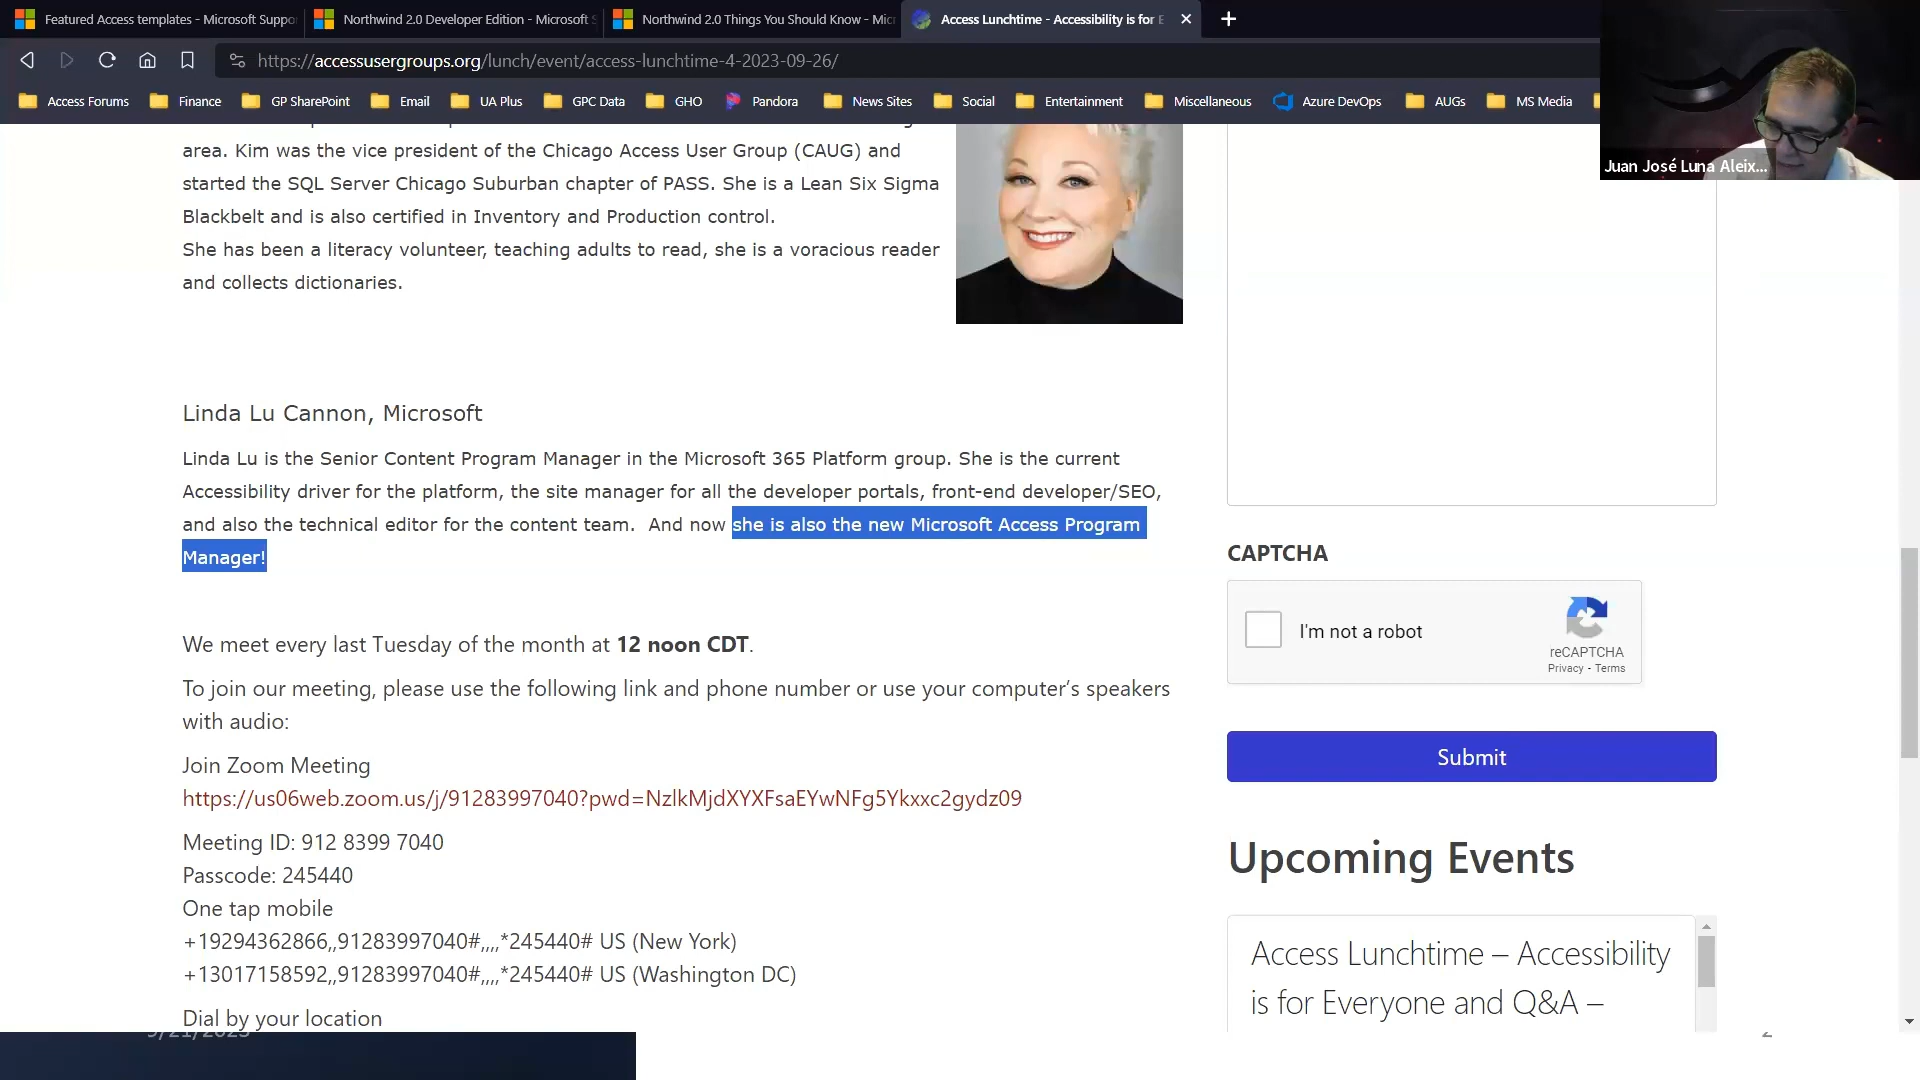 Featured Access templates - Microsoft Suppo
Northwind 2.0 Developer Edition - Microsoft S
Northwind 2.0 Things You Should Know - Micr
Access Lunchtime - Accessibility is for E
https://accessusergroups.org/lunch/event/access-lunchtime-4-2023-09-26/
Access Forums Finance GP SharePoint Email UA Plus GPC Data GHO Pandora News Sites Social Entertainment Miscellaneous Azure DevOps AUGs MS Media
Juan José Luna Aleix...
area. Kim was the vice president of the Chicago Access User Group (CAUG) and
started the SQL Server Chicago Suburban chapter of PASS. She is a Lean Six Sigma
Blackbelt and is also certified in Inventory and Production control.
She has been a literacy volunteer, teaching adults to read, she is a voracious reader
and collects dictionaries.
Linda Lu Cannon, Microsoft
Linda Lu is the Senior Content Program Manager in the Microsoft 365 Platform group. She is the current
Accessibility driver for the platform, the site manager for all the developer portals, front-end developer/SEO,
and also the technical editor for the content team. And now she is also the new Microsoft Access Program
Manager!
We meet every last Tuesday of the month at 12 noon CDT.
To join our meeting, please use the following link and phone number or use your computer’s speakers
with audio:
Join Zoom Meeting
https://us06web.zoom.us/j/91283997040?pwd=NzlkMjdXYXFsaEYwNFg5Ykxxc2gydz09
Meeting ID: 912 8399 7040
Passcode: 245440
One tap mobile
+19294362866,,91283997040#,,,,*245440# US (New York)
+13017158592,,91283997040#,,,,*245440# US (Washington DC)
Dial by your location
CAPTCHA
I'm not a robot
reCAPTCHA
Privacy - Terms
Submit
Upcoming Events
Access Lunchtime – Accessibility
is for Everyone and Q&A –